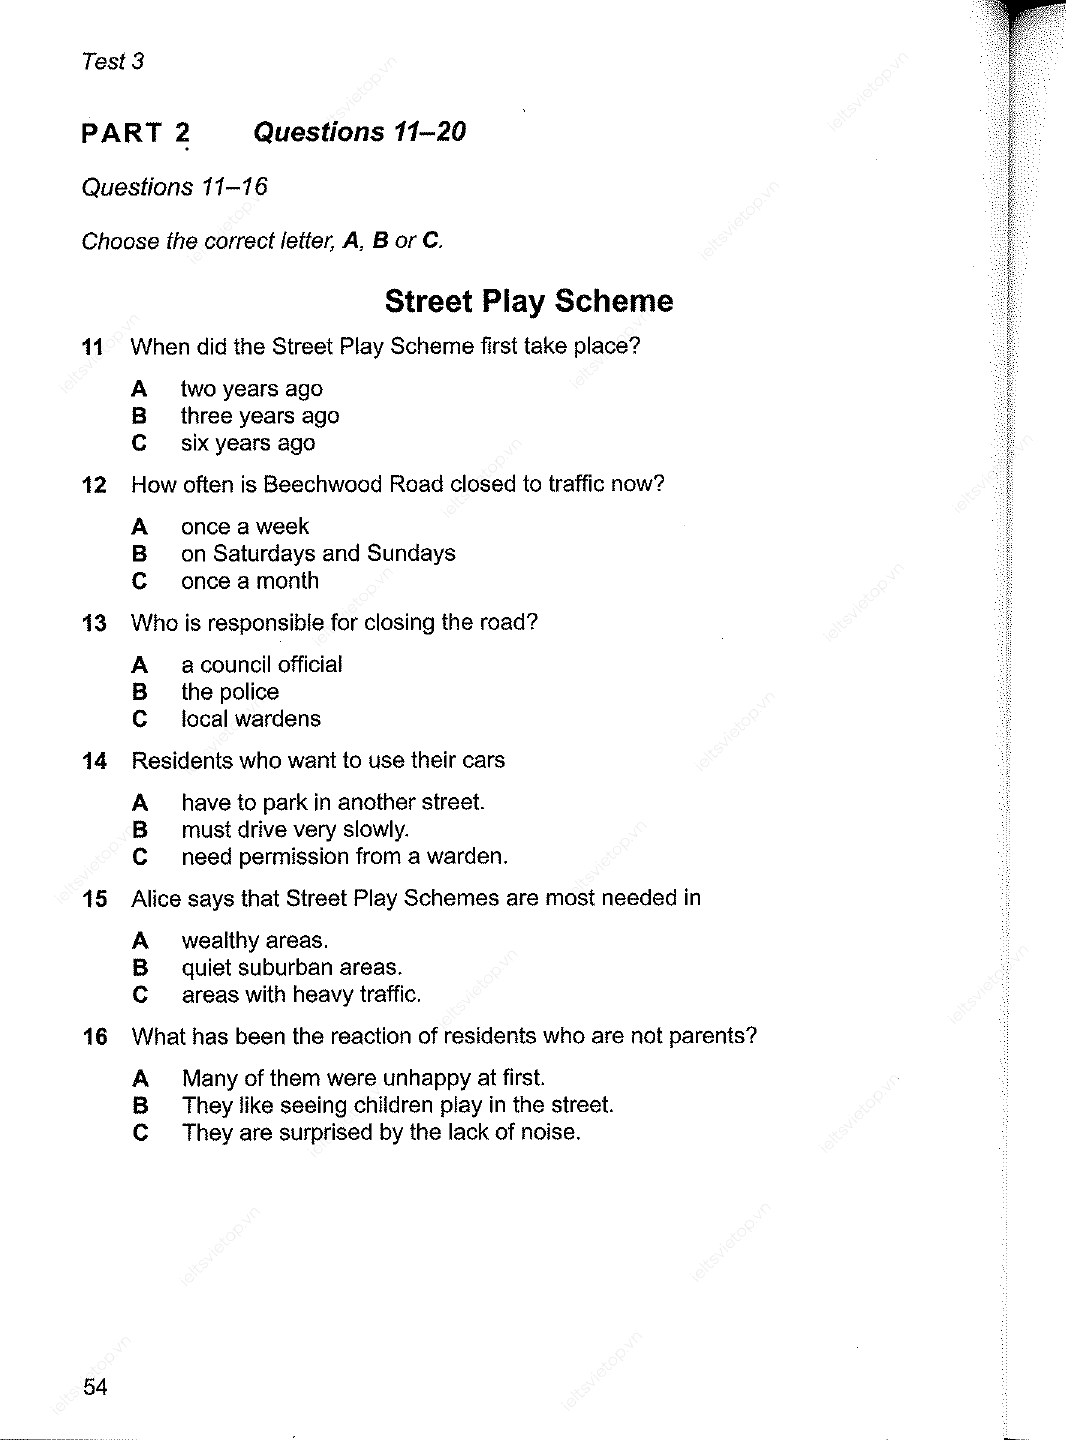 Test 3
PART 2 Questions 11–20
Questions 11–16
Choose the correct letter, A, B or C.
Street Play Scheme
11 When did the Street Play Scheme first take place?
A two years ago
B three years ago
C six years ago
12 How often is Beechwood Road closed to traffic now?
A once a week
B on Saturdays and Sundays
C once a month
13 Who is responsible for closing the road?
A a council official
B the police
C local wardens
14 Residents who want to use their cars
A have to park in another street.
B must drive very slowly.
C need permission from a warden.
15 Alice says that Street Play Schemes are most needed in
A wealthy areas.
B quiet suburban areas.
C areas with heavy traffic.
16 What has been the reaction of residents who are not parents?
A Many of them were unhappy at first.
B They like seeing children play in the street.
C They are surprised by the lack of noise.
54
ieltsvietop.vn